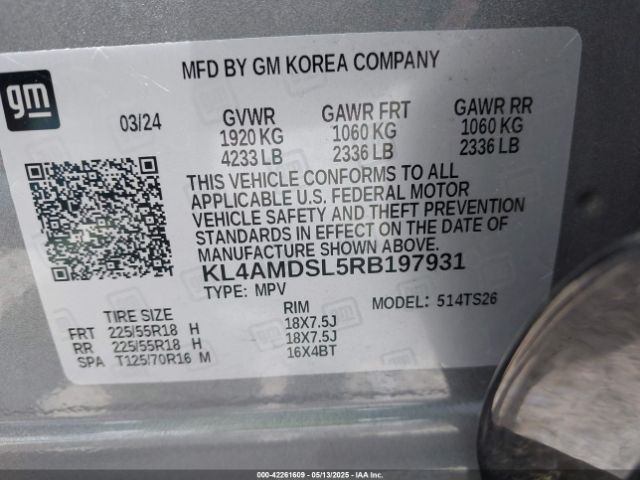 gm
MFD BY GM KOREA COMPANY
03/24 GVWR GAWR FRT GAWR RR
1920 KG 1060 KG 1060 KG
4233 LB 2336 LB 2336 LB
THIS VEHICLE CONFORMS TO ALL
APPLICABLE U.S. FEDERAL MOTOR
VEHICLE SAFETY AND THEFT PREVENTION
STANDARDS IN EFFECT ON THE DATE OF
MANUFACTURE SHOWN ABOVE.
KL4AMDSL5RB197931
TYPE: MPV MODEL: 514TS26
TIRE SIZE RIM
FRT 225/55R18 H 18X7.5J
RR 225/55R18 H 18X7.5J
SPA T125/70R16 M 16X4BT
000-42261609 - 05/13/2025 - Copyright IAA, Inc. All Rights Reserved.